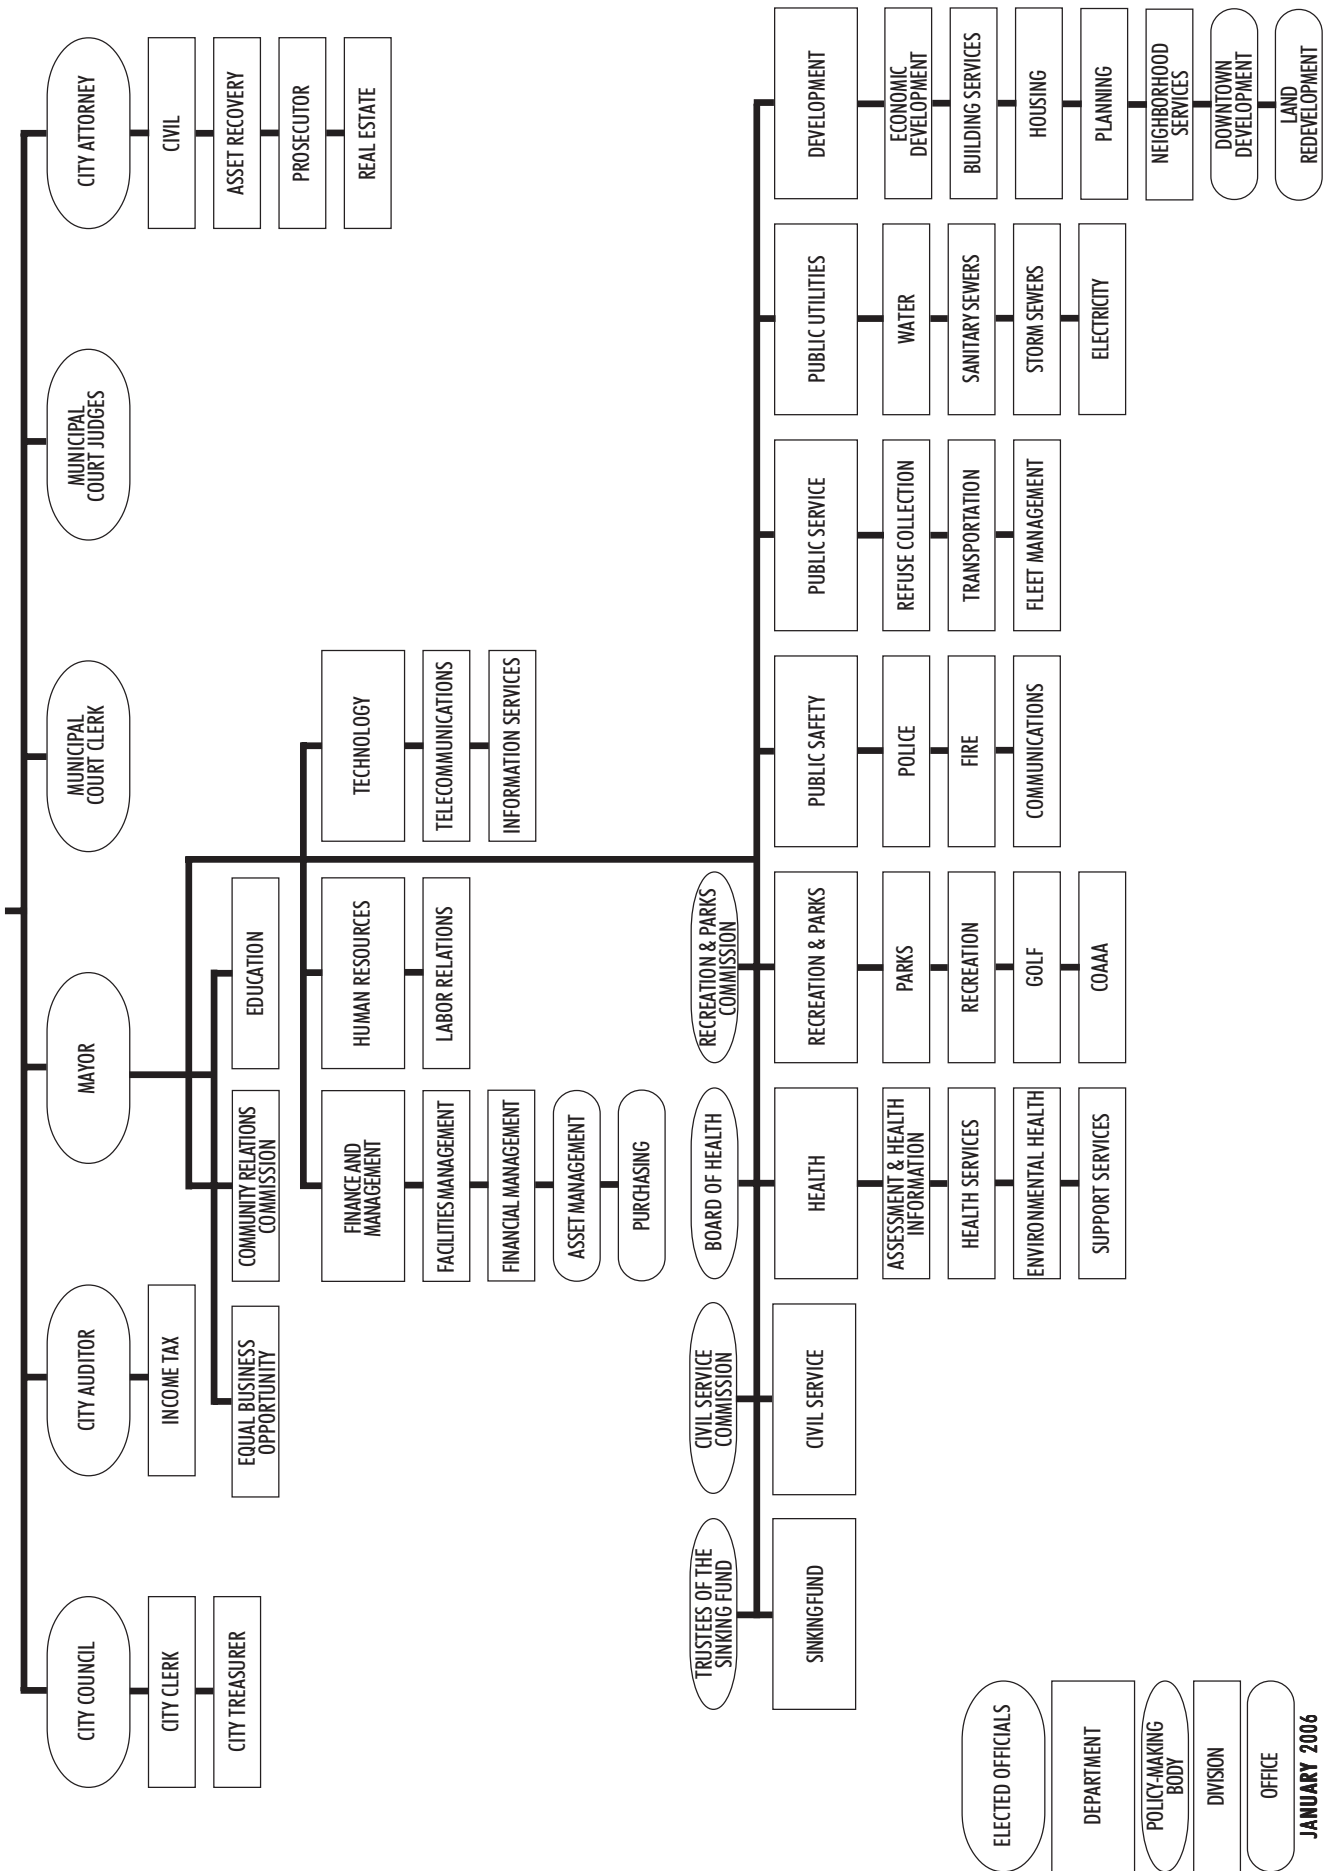 CITY COUNCIL
CITY CLERK
CITY TREASURER
CITY AUDITOR
INCOME TAX
MAYOR
EQUAL BUSINESS
OPPORTUNITY
COMMUNITY RELATIONS
COMMISSION
EDUCATION
FINANCE AND
MANAGEMENT
FACILITIES MANAGEMENT
FINANCIAL MANAGEMENT
ASSET MANAGEMENT
PURCHASING
HUMAN RESOURCES
LABOR RELATIONS
TECHNOLOGY
TELECOMMUNICATIONS
INFORMATION SERVICES
MUNICIPAL
COURT CLERK
MUNICIPAL
COURT JUDGES
CITY ATTORNEY
CIVIL
ASSET RECOVERY
PROSECUTOR
REAL ESTATE
TRUSTEES OF THE
SINKING FUND
SINKING FUND
CIVIL SERVICE
COMMISSION
CIVIL SERVICE
BOARD OF HEALTH
HEALTH
ASSESSMENT & HEALTH
INFORMATION
HEALTH SERVICES
ENVIRONMENTAL HEALTH
SUPPORT SERVICES
RECREATION & PARKS
COMMISSION
RECREATION & PARKS
PARKS
RECREATION
GOLF
COAAA
PUBLIC SAFETY
POLICE
FIRE
COMMUNICATIONS
PUBLIC SERVICE
REFUSE COLLECTION
TRANSPORTATION
FLEET MANAGEMENT
PUBLIC UTILITIES
WATER
SANITARY SEWERS
STORM SEWERS
ELECTRICITY
DEVELOPMENT
ECONOMIC
DEVELOPMENT
BUILDING SERVICES
HOUSING
PLANNING
NEIGHBORHOOD
SERVICES
DOWNTOWN
DEVELOPMENT
LAND
REDEVELOPMENT
ELECTED OFFICIALS
DEPARTMENT
POLICY-MAKING
BODY
DIVISION
OFFICE
JANUARY 2006